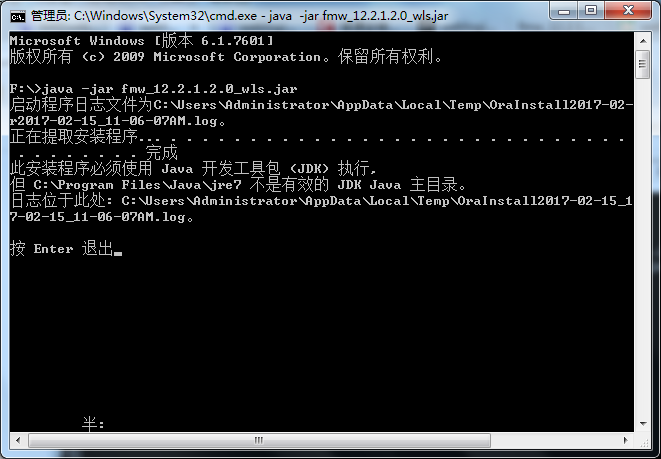 管理员: C:\Windows\System32\cmd.exe - java -jar fmw_12.2.1.2.0_wls.jar
Microsoft Windows [版本 6.1.7601]
版权所有 (c) 2009 Microsoft Corporation。保留所有权利。
F:\>java -jar fmw_12.2.1.2.0_wls.jar
启动程序日志文件为C:\Users\Administrator\AppData\Local\Temp\OraInstall2017-02-
r2017-02-15_11-06-07AM.log。
正在提取安装程序. . . . . . . . . . . . . . . . . . . . . . . . . . . . . . . .
. . . . . . . . 完成
此安装程序必须使用 Java 开发工具包 (JDK) 执行,
但 C:\Program Files\Java\jre7 不是有效的 JDK Java 主目录。
日志位于此处: C:\Users\Administrator\AppData\Local\Temp\OraInstall2017-02-15_1
7-02-15_11-06-07AM.log。
按 Enter 退出
半: